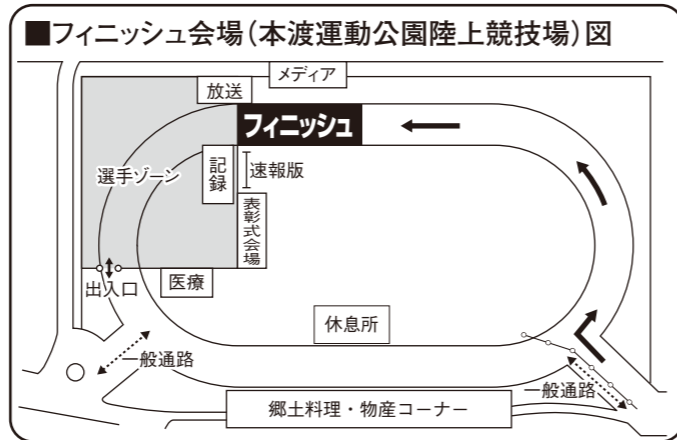 ■フィニッシュ会場(本渡運動公園陸上競技場)図
メディア
放送
フィニッシュ
選手ゾーン
記録
速報版
表彰式会場
出入口
医療
休息所
一般通路
一般通路
郷土料理・物産コーナー